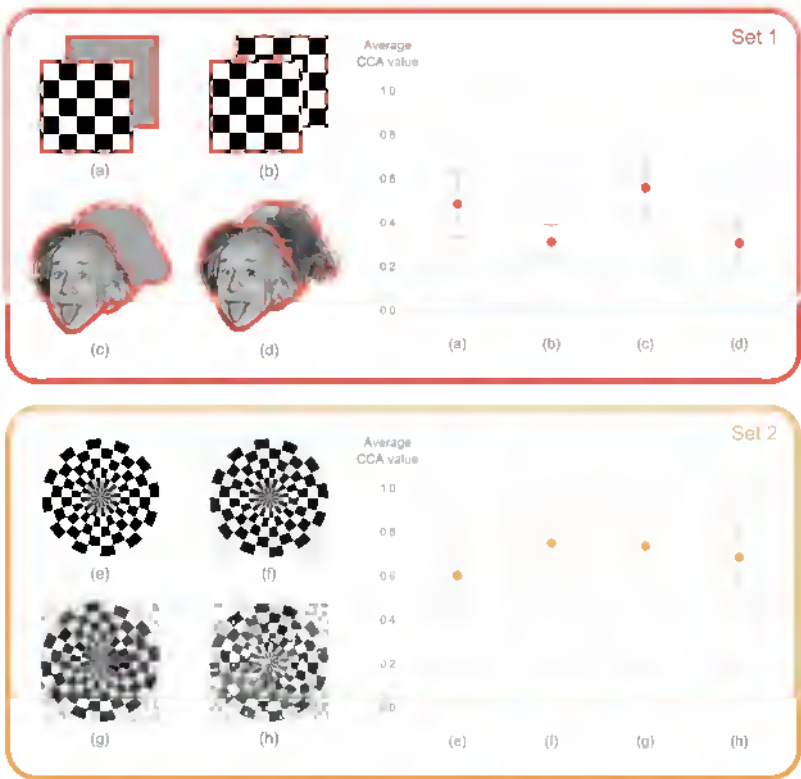 Set 1
Average
CCA value
1.0
0.8
0.6
0.4
0.2
0.0
(a)
(b)
(c)
(d)
(a)
(b)
(c)
(d)
Set 2
Average
CCA value
1.0
0.8
0.6
0.4
0.2
0.0
(e)
(f)
(g)
(h)
(e)
(f)
(g)
(h)